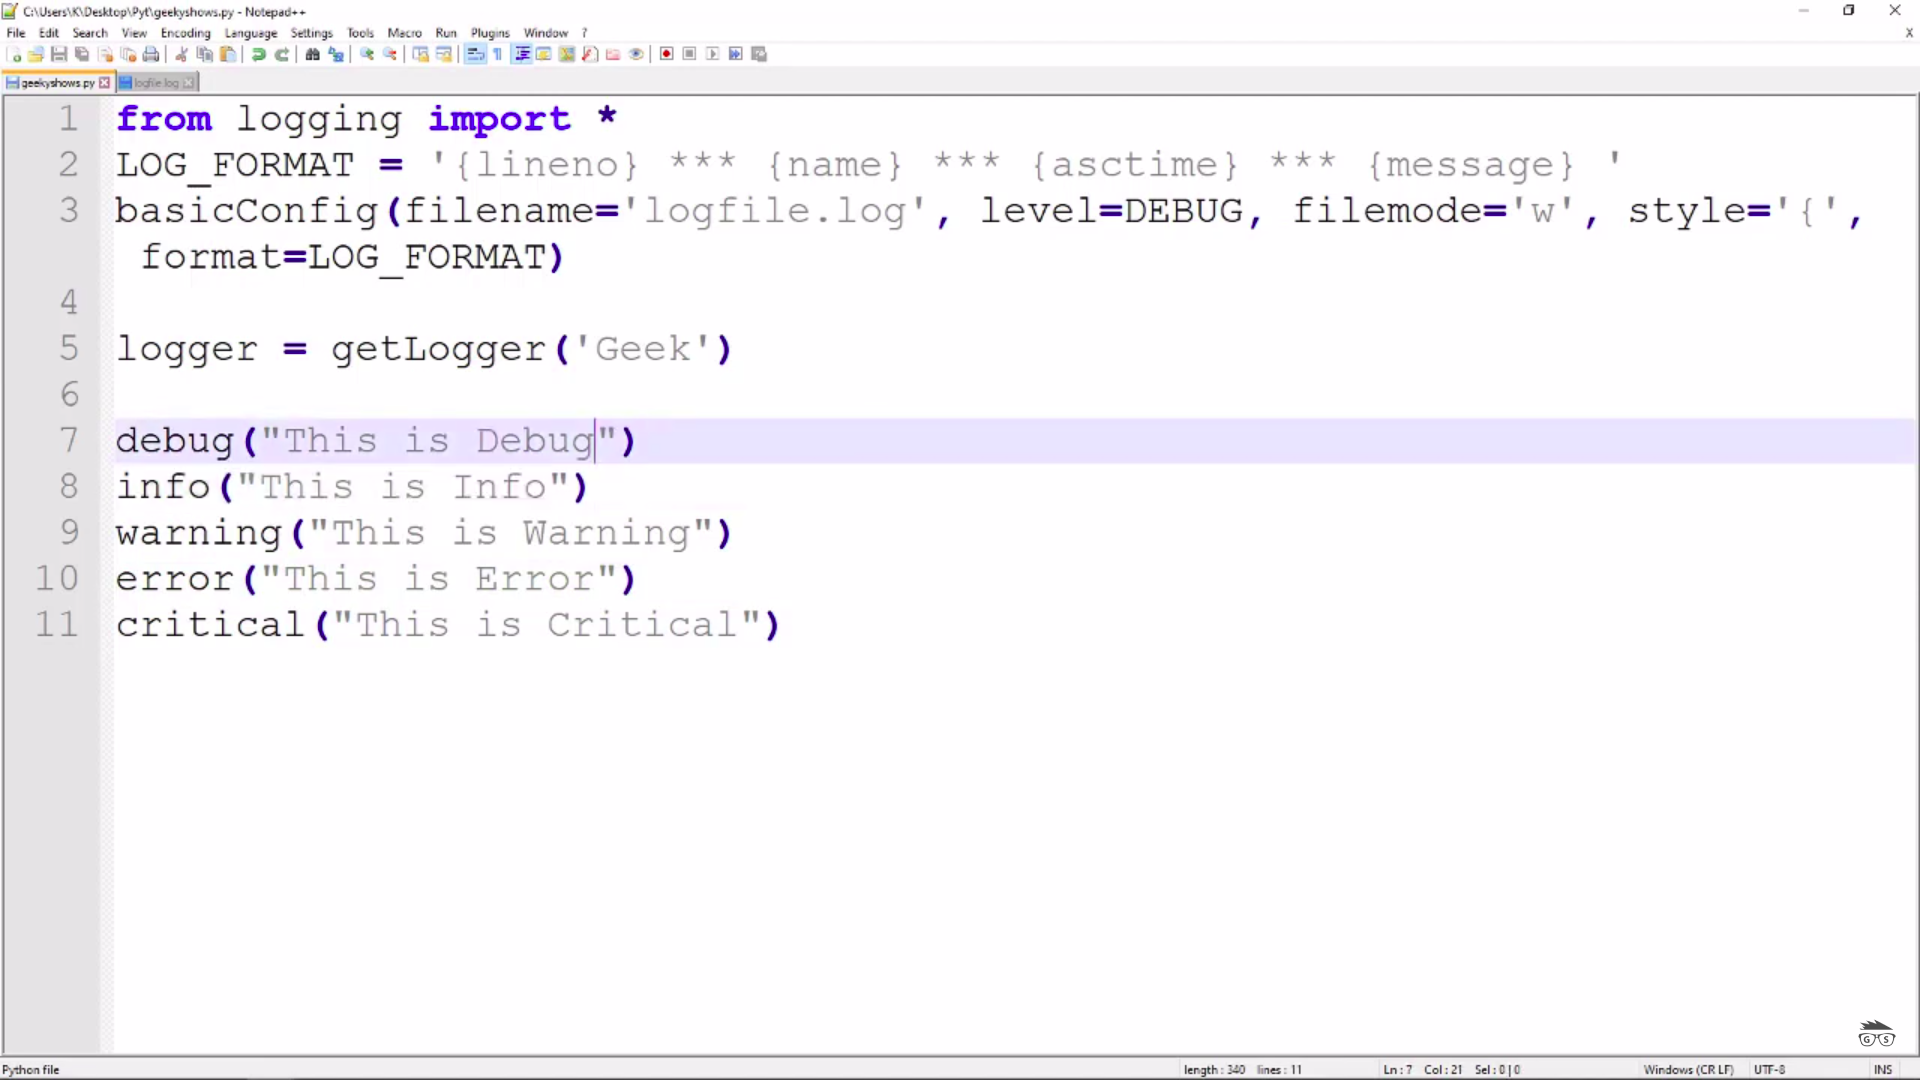 C:\Users\K\Desktop\Pyt\geekyshows.py - Notepad++
File Edit Search View Encoding Language Settings Tools Macro Run Plugins Window ? X
geekyshows.py logfile.log
1 from logging import *
2 LOG_FORMAT = '{lineno} *** {name} *** {asctime} *** {message} '
3 basicConfig(filename='logfile.log', level=DEBUG, filemode='w', style='{',
format=LOG_FORMAT)
4
5 logger = getLogger('Geek')
6
7 debug("This is Debug")
8 info("This is Info")
9 warning("This is Warning")
10 error("This is Error")
11 critical("This is Critical")
G S
Python file length : 340 lines : 11 Ln : 7 Col : 21 Sel : 0 | 0 Windows (CR LF) UTF-8 INS